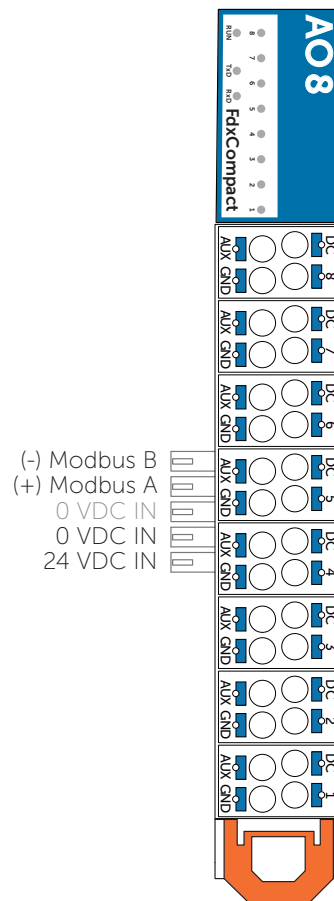 AO 8
RUN
TxD
RxD
8
7
6
5
4
3
2
1
FdxCompact
AUX GND
DC 8
AUX GND
DC 7
AUX GND
DC 6
AUX GND
DC 5
AUX GND
DC 4
AUX GND
DC 3
AUX GND
DC 2
AUX GND
DC 1
(-) Modbus B
(+) Modbus A
0 VDC IN
0 VDC IN
24 VDC IN